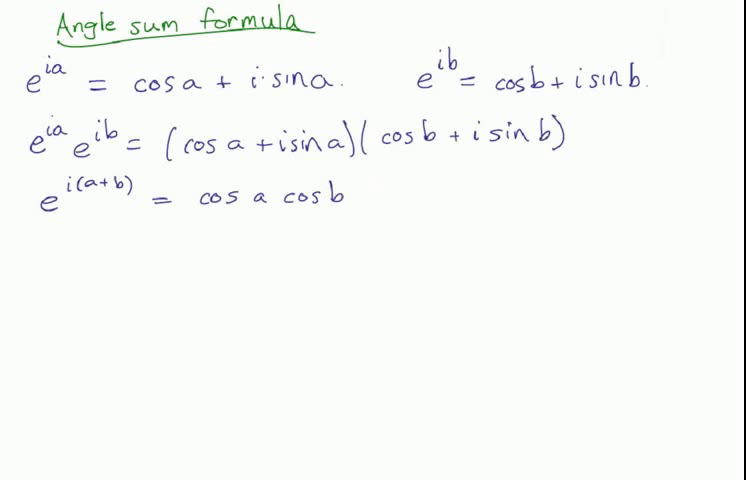 Angle sum formula
e^{ia} = cos a + i·sin a. e^{ib} = cos b + i sin b.
e^{ia} e^{ib} = (cos a + i sin a)(cos b + i sin b)
e^{i(a+b)} = cos a cos b